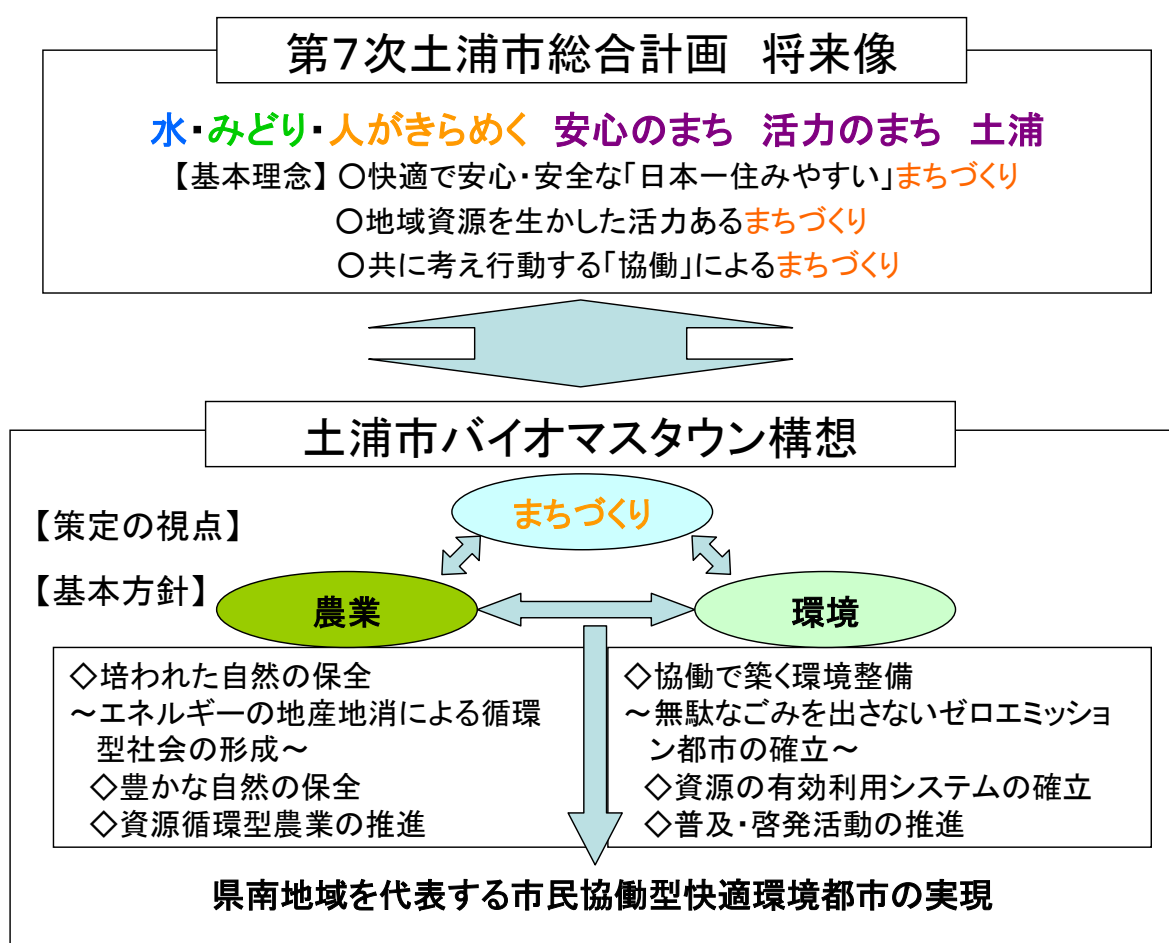 第7次土浦市総合計画　将来像
水・みどり・人がきらめく　安心のまち　活力のまち　土浦
【基本理念】〇快適で安心・安全な「日本一住みやすい」まちづくり
〇地域資源を生かした活力あるまちづくり
〇共に考え行動する「協働」によるまちづくり
土浦市バイオマスタウン構想
まちづくり
【策定の視点】
【基本方針】
農業
環境
◇培われた自然の保全
～エネルギーの地産地消による循環
型社会の形成～
◇豊かな自然の保全
◇資源循環型農業の推進
◇協働で築く環境整備
～無駄なごみを出さないゼロエミッショ
ン都市の確立～
◇資源の有効利用システムの確立
◇普及・啓発活動の推進
県南地域を代表する市民協働型快適環境都市の実現